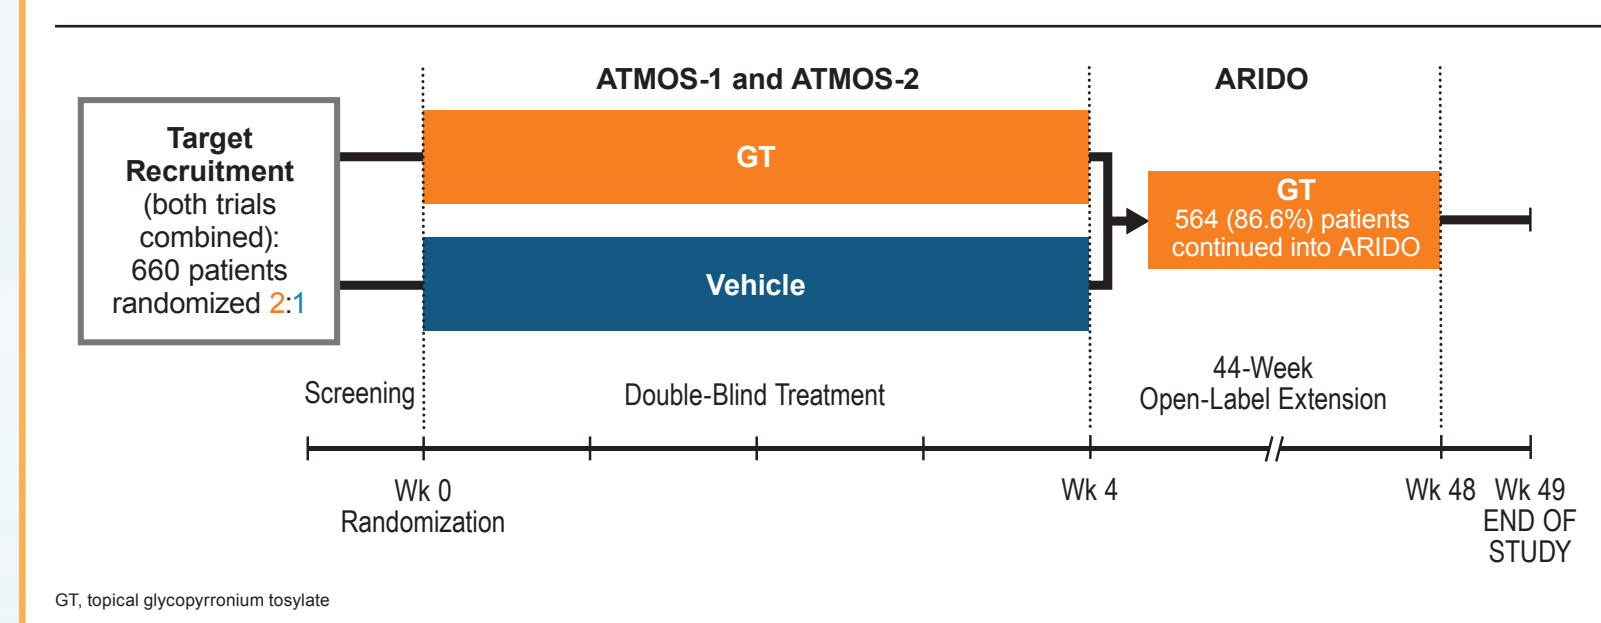 ATMOS-1 and ATMOS-2
ARIDO
Target
Recruitment
(both trials
combined):
660 patients
randomized 2:1
GT
Vehicle
GT
564 (86.6%) patients
continued into ARIDO
Screening
Double-Blind Treatment
44-Week
Open-Label Extension
Wk 0
Randomization
Wk 4
Wk 48
Wk 49
END OF
STUDY
GT, topical glycopyrronium tosylate